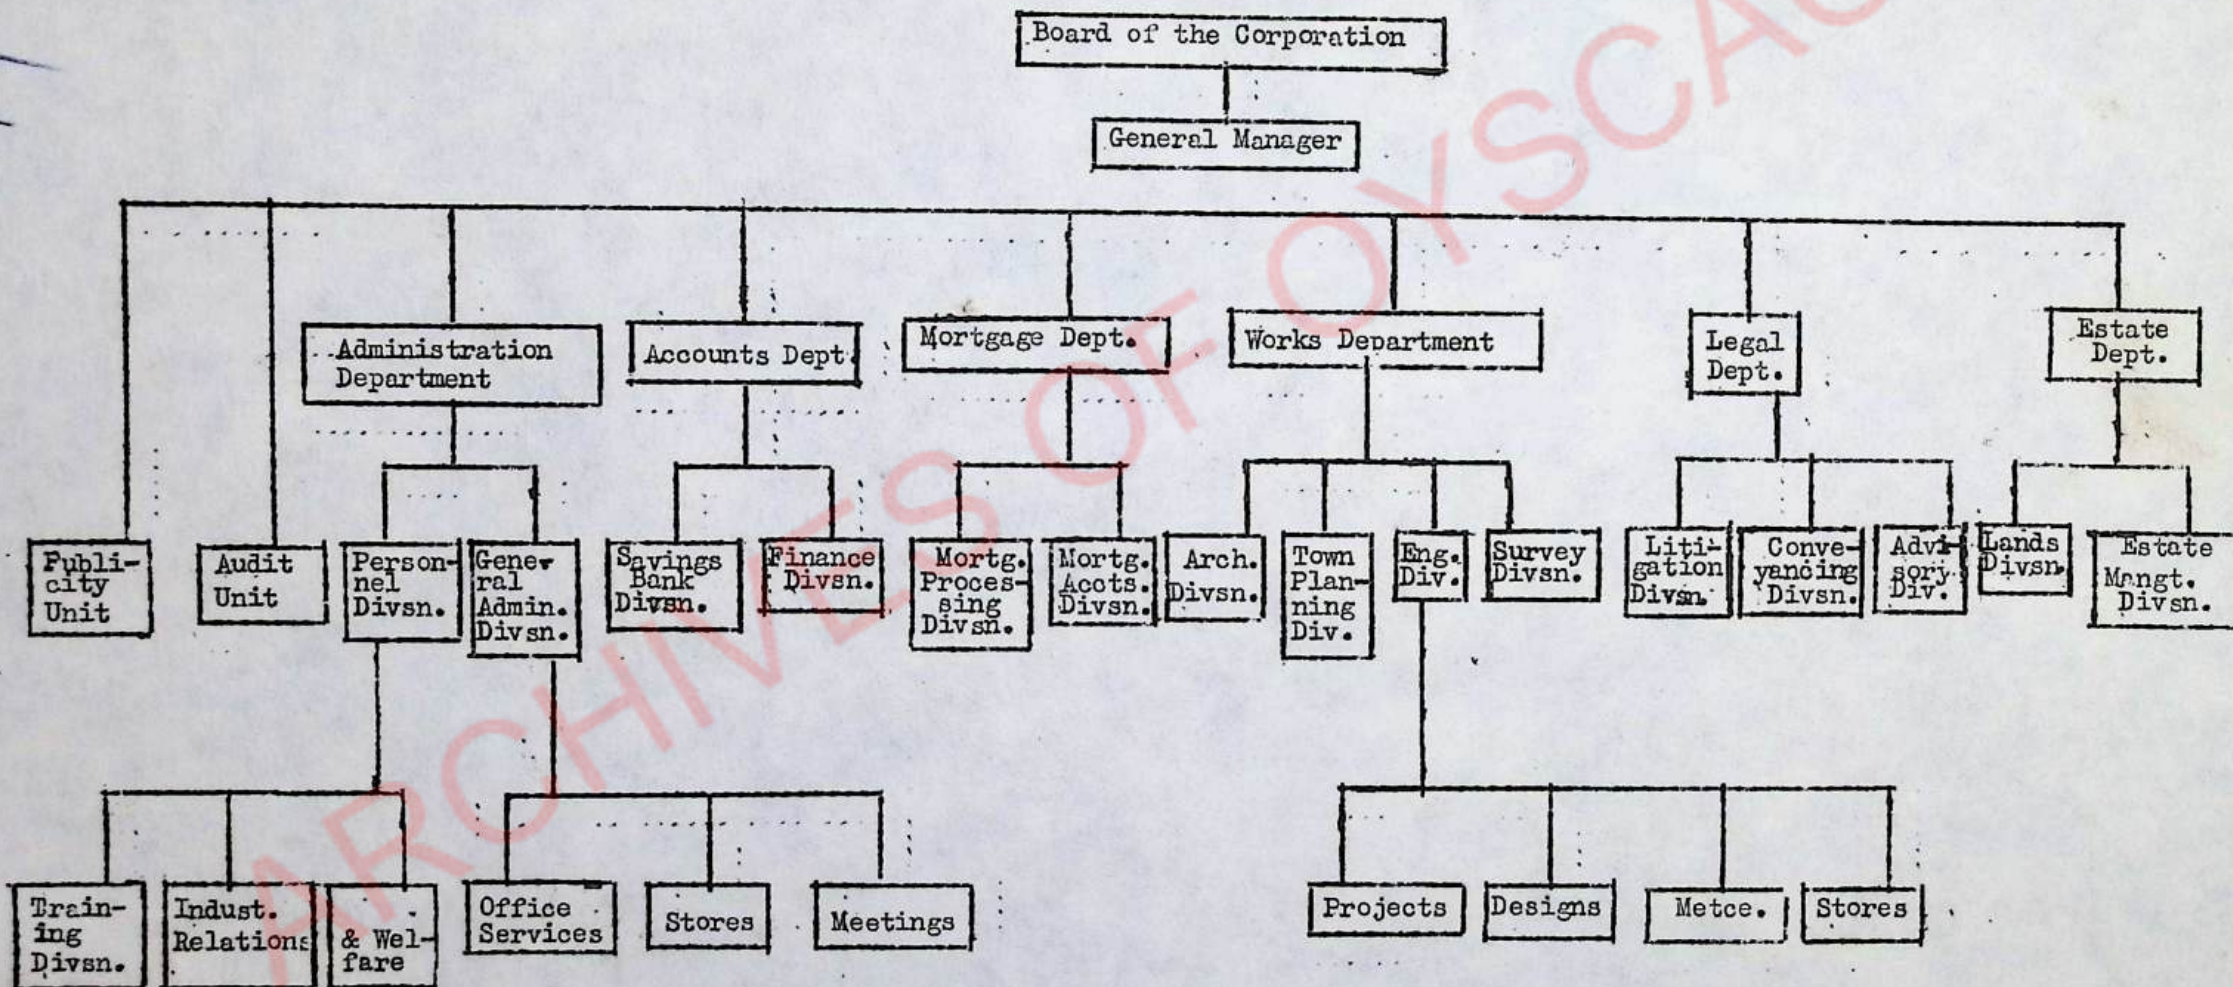 Board of the Corporation
General Manager
Administration
Department
Accounts Dept.
Mortgage Dept.
Works Department
Legal
Dept.
Estate
Dept.
Publi-
city
Unit
Audit
Unit
Person-
nel
Divsn.
Gene-
ral
Admin.
Divsn.
Savings
Bank
Divsn.
Finance
Divsn.
Mortg.
Proces-
sing
Divsn.
Mortg.
Accts.
Divsn.
Arch.
Divsn.
Town
Plan-
ning
Div.
Eng.
Div.
Survey
Divsn.
Liti-
gation
Divsn.
Conve-
yancing
Divsn.
Advi-
sory
Div.
Lands
Divsn.
Estate
Mangt.
Divsn.
Train-
ing
Divsn.
Indust.
Relations
& Wel-
fare
Office
Services
Stores
Meetings
Projects
Designs
Metce.
Stores
ARCHIVES OF OYSCA